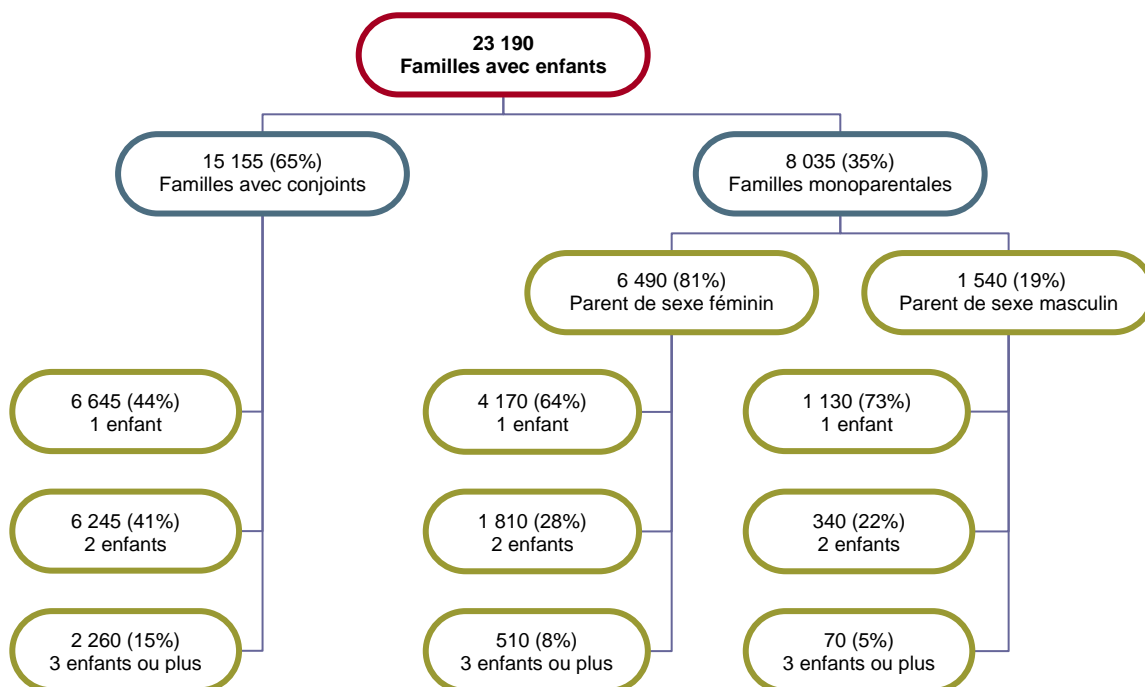 23 190
Familles avec enfants
15 155 (65%)
Familles avec conjoints
8 035 (35%)
Familles monoparentales
6 490 (81%)
Parent de sexe féminin
1 540 (19%)
Parent de sexe masculin
6 645 (44%)
1 enfant
4 170 (64%)
1 enfant
1 130 (73%)
1 enfant
6 245 (41%)
2 enfants
1 810 (28%)
2 enfants
340 (22%)
2 enfants
2 260 (15%)
3 enfants ou plus
510 (8%)
3 enfants ou plus
70 (5%)
3 enfants ou plus